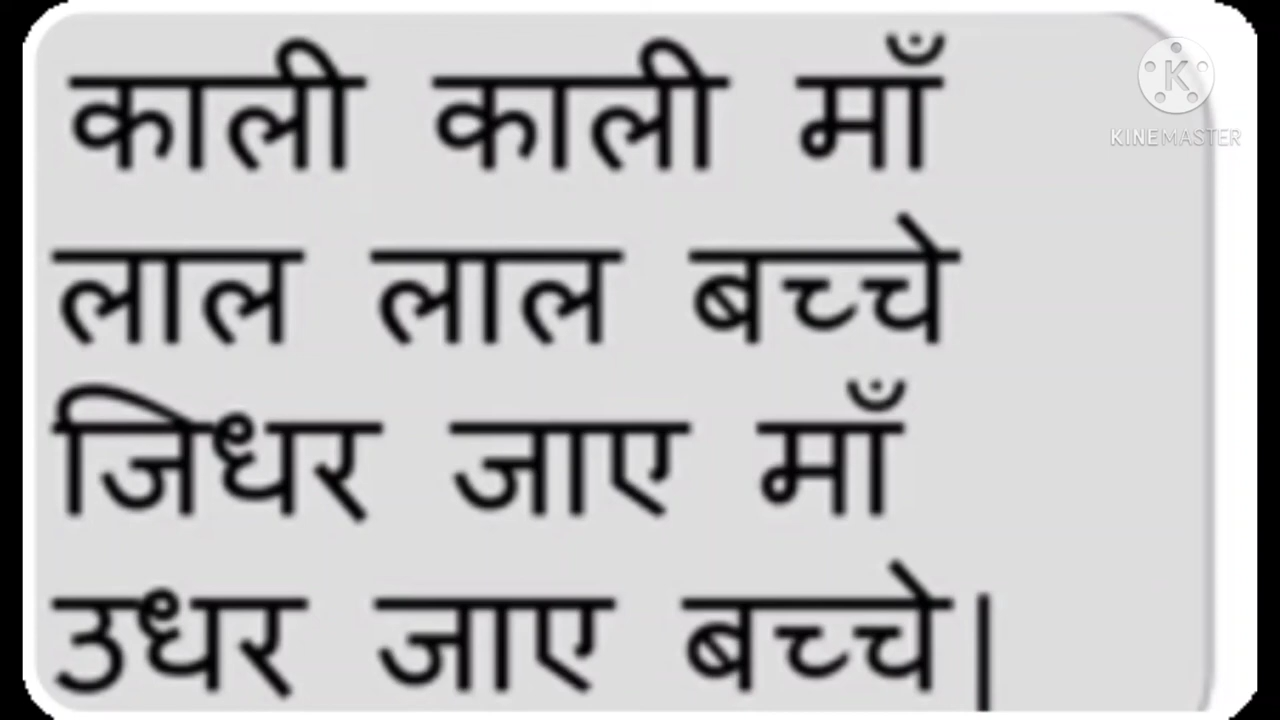 काली काली माँ
लाल लाल बच्चे
जिधर जाए माँ
उधर जाए बच्चे|
KINEMASTER